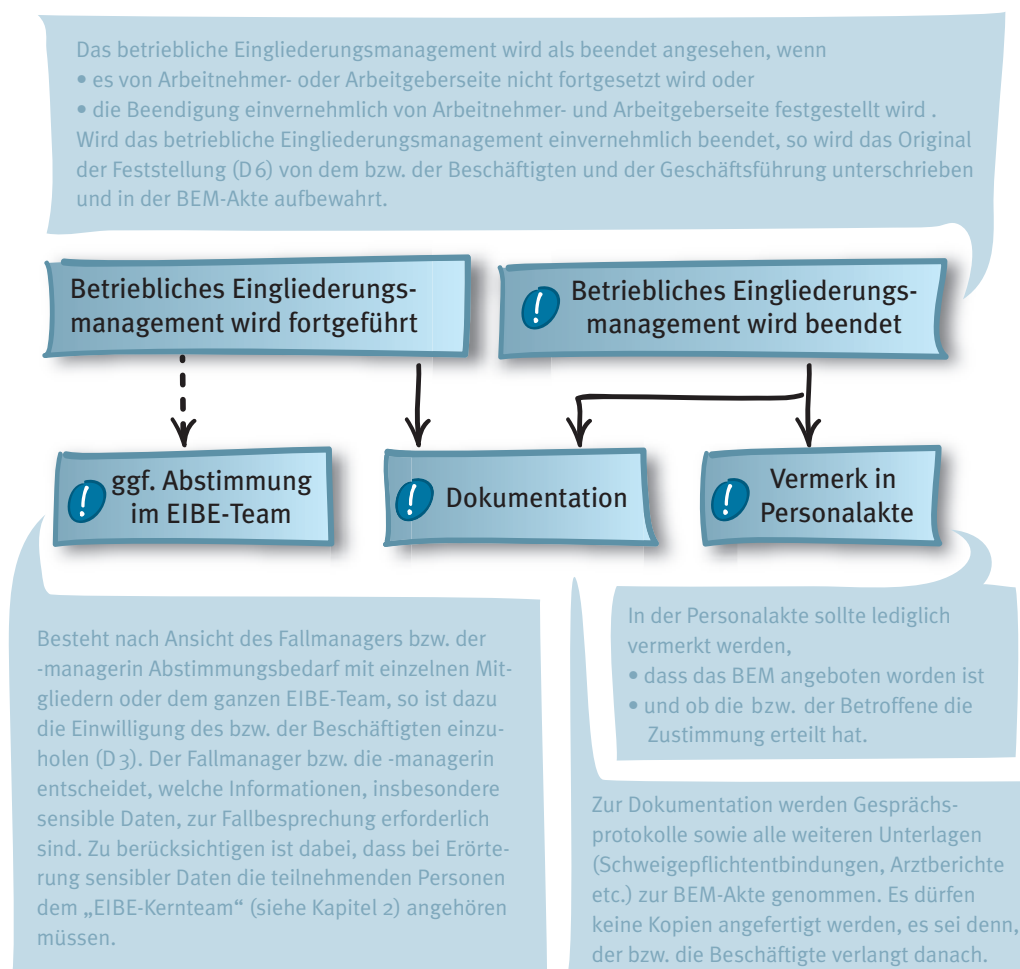 Das betriebliche Eingliederungsmanagement wird als beendet angesehen, wenn
• es von Arbeitnehmer- oder Arbeitgeberseite nicht fortgesetzt wird oder
• die Beendigung einvernehmlich von Arbeitnehmer- und Arbeitgeberseite festgestellt wird .
Wird das betriebliche Eingliederungsmanagement einvernehmlich beendet, so wird das Original
der Feststellung (D 6) von dem bzw. der Beschäftigten und der Geschäftsführung unterschrieben
und in der BEM-Akte aufbewahrt.
Betriebliches Eingliederungs-
management wird fortgeführt
! Betriebliches Eingliederungs-
management wird beendet
! ggf. Abstimmung
im EIBE-Team
! Dokumentation
! Vermerk in
Personalakte
Besteht nach Ansicht des Fallmanagers bzw. der
-managerin Abstimmungsbedarf mit einzelnen Mit-
gliedern oder dem ganzen EIBE-Team, so ist dazu
die Einwilligung des bzw. der Beschäftigten einzu-
holen (D 3). Der Fallmanager bzw. die -managerin
entscheidet, welche Informationen, insbesondere
sensible Daten, zur Fallbesprechung erforderlich
sind. Zu berücksichtigen ist dabei, dass bei Erörte-
rung sensibler Daten die teilnehmenden Personen
dem „EIBE-Kernteam“ (siehe Kapitel 2) angehören
müssen.
In der Personalakte sollte lediglich
vermerkt werden,
• dass das BEM angeboten worden ist
• und ob die bzw. der Betroffene die
Zustimmung erteilt hat.
Zur Dokumentation werden Gesprächs-
protokolle sowie alle weiteren Unterlagen
(Schweigepflichtentbindungen, Arztberichte
etc.) zur BEM-Akte genommen. Es dürfen
keine Kopien angefertigt werden, es sei denn,
der bzw. die Beschäftigte verlangt danach.